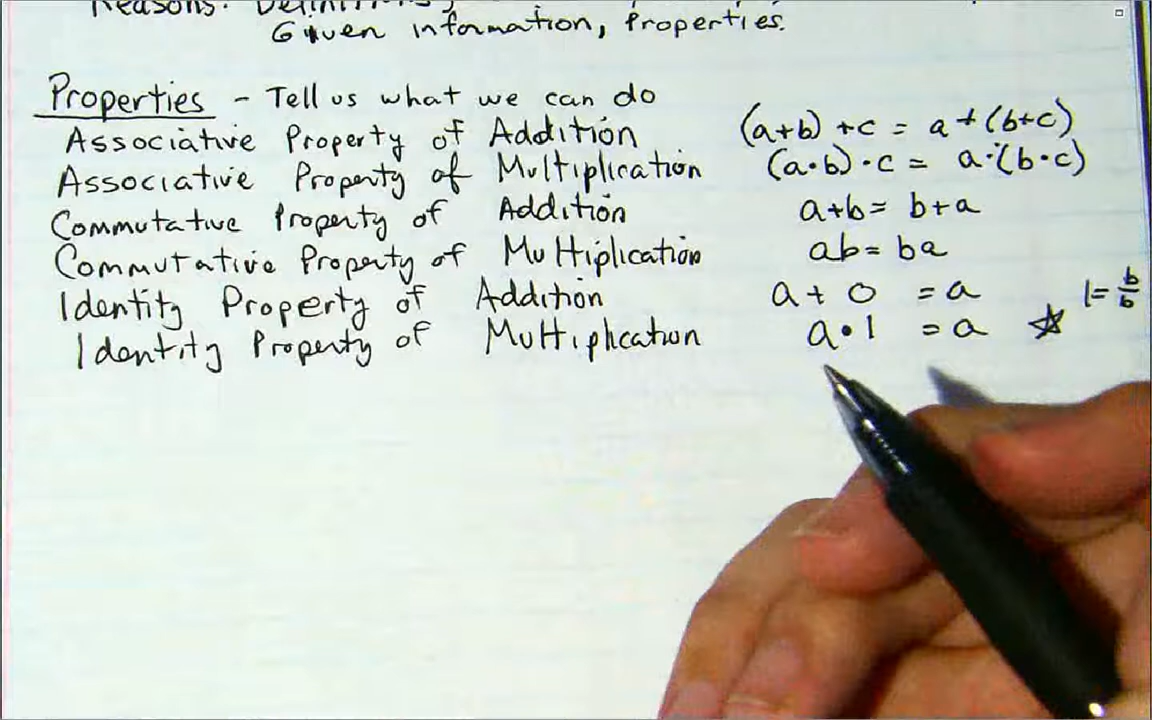 Reasons: Definitions,
Given information, Properties.
Properties - Tell us what we can do
Associative Property of Addition (a+b)+c = a+(b+c)
Associative Property of Multiplication (a·b)·c = a·(b·c)
Commutative Property of Addition a+b = b+a
Commutative Property of Multiplication ab = ba
Identity Property of Addition a + 0 = a 1 = b/b
Identity Property of Multiplication a·1 = a ☆